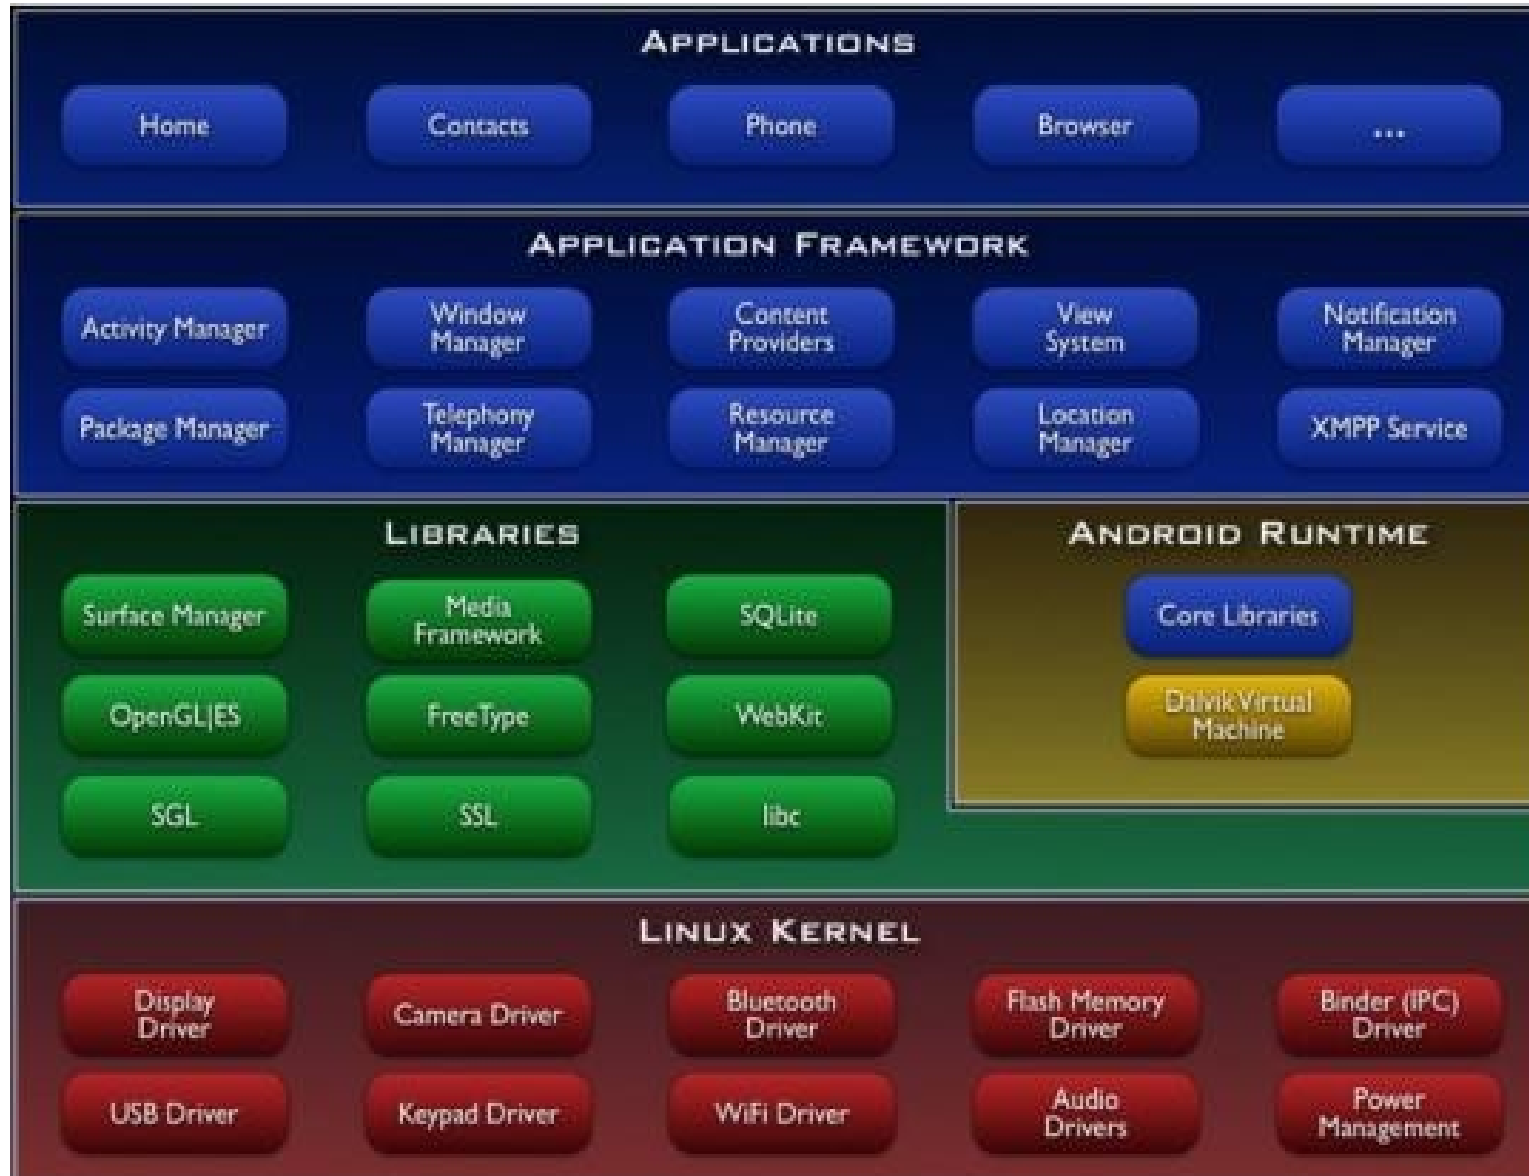 APPLICATIONS
Home
Contacts
Phone
Browser
...
APPLICATION FRAMEWORK
Activity Manager
Window
Manager
Content
Providers
View
System
Notification
Manager
Package Manager
Telephony
Manager
Resource
Manager
Location
Manager
XMPP Service
LIBRARIES
Surface Manager
Media
Framework
SQLite
OpenGL|ES
FreeType
WebKit
SGL
SSL
libc
ANDROID RUNTIME
Core Libraries
Dalvik Virtual
Machine
LINUX KERNEL
Display
Driver
Camera Driver
Bluetooth
Driver
Flash Memory
Driver
Binder (IPC)
Driver
USB Driver
Keypad Driver
WiFi Driver
Audio
Drivers
Power
Management